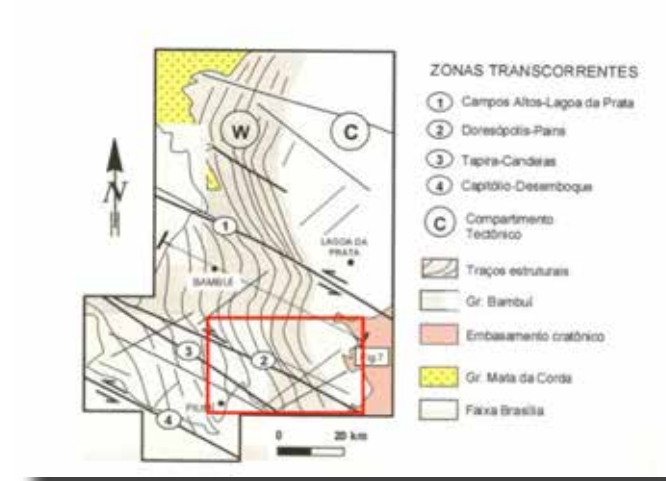 ZONAS TRANSCORRENTES
1 Campos Altos-Lagoa da Prata
2 Doresópolis-Pains
3 Tapira-Candeias
4 Capitólio-Desemboque
C Compartimento
Tectônico
Traços estruturais
Gr. Bambuí
Embasamento cratônico
Gr. Mata da Corda
Faixa Brasília
W
C
N
1
LAGOA DA
PRATA
BAMBUÍ
3
2
Fig.7
4
0 20 km